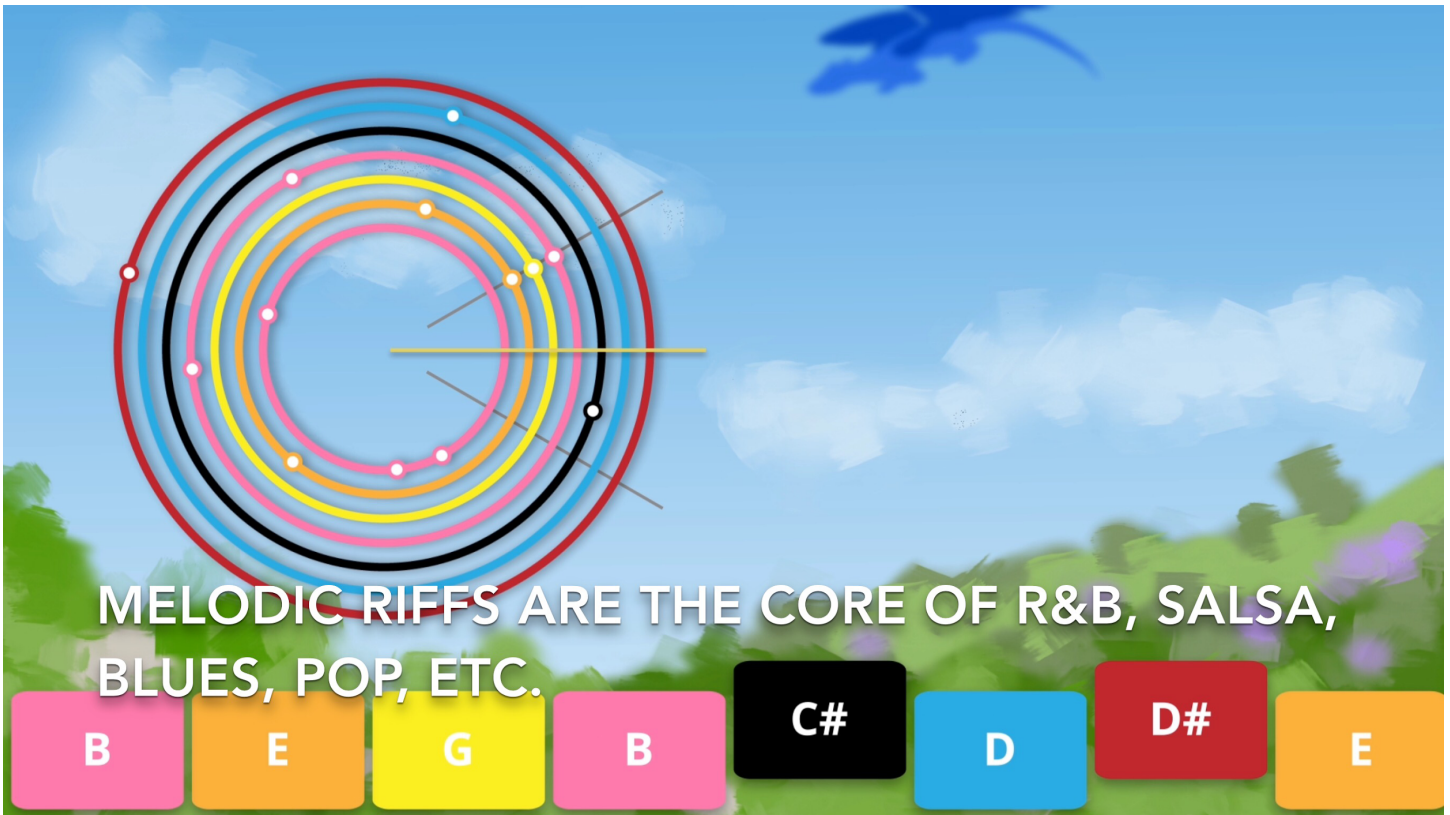 MELODIC RIFFS ARE THE CORE OF R&B, SALSA,
BLUES, POP, ETC.
B
E
G
B
C#
D
D#
E